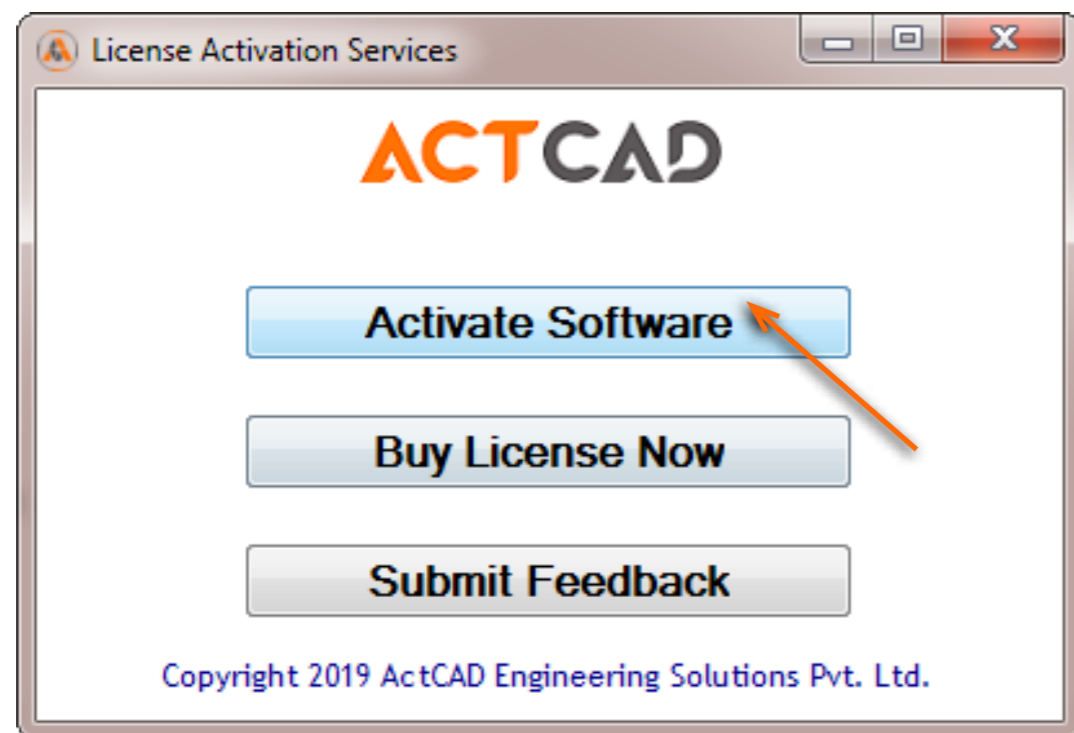 License Activation Services
ACTCAD
Activate Software
Buy License Now
Submit Feedback
Copyright 2019 ActCAD Engineering Solutions Pvt. Ltd.